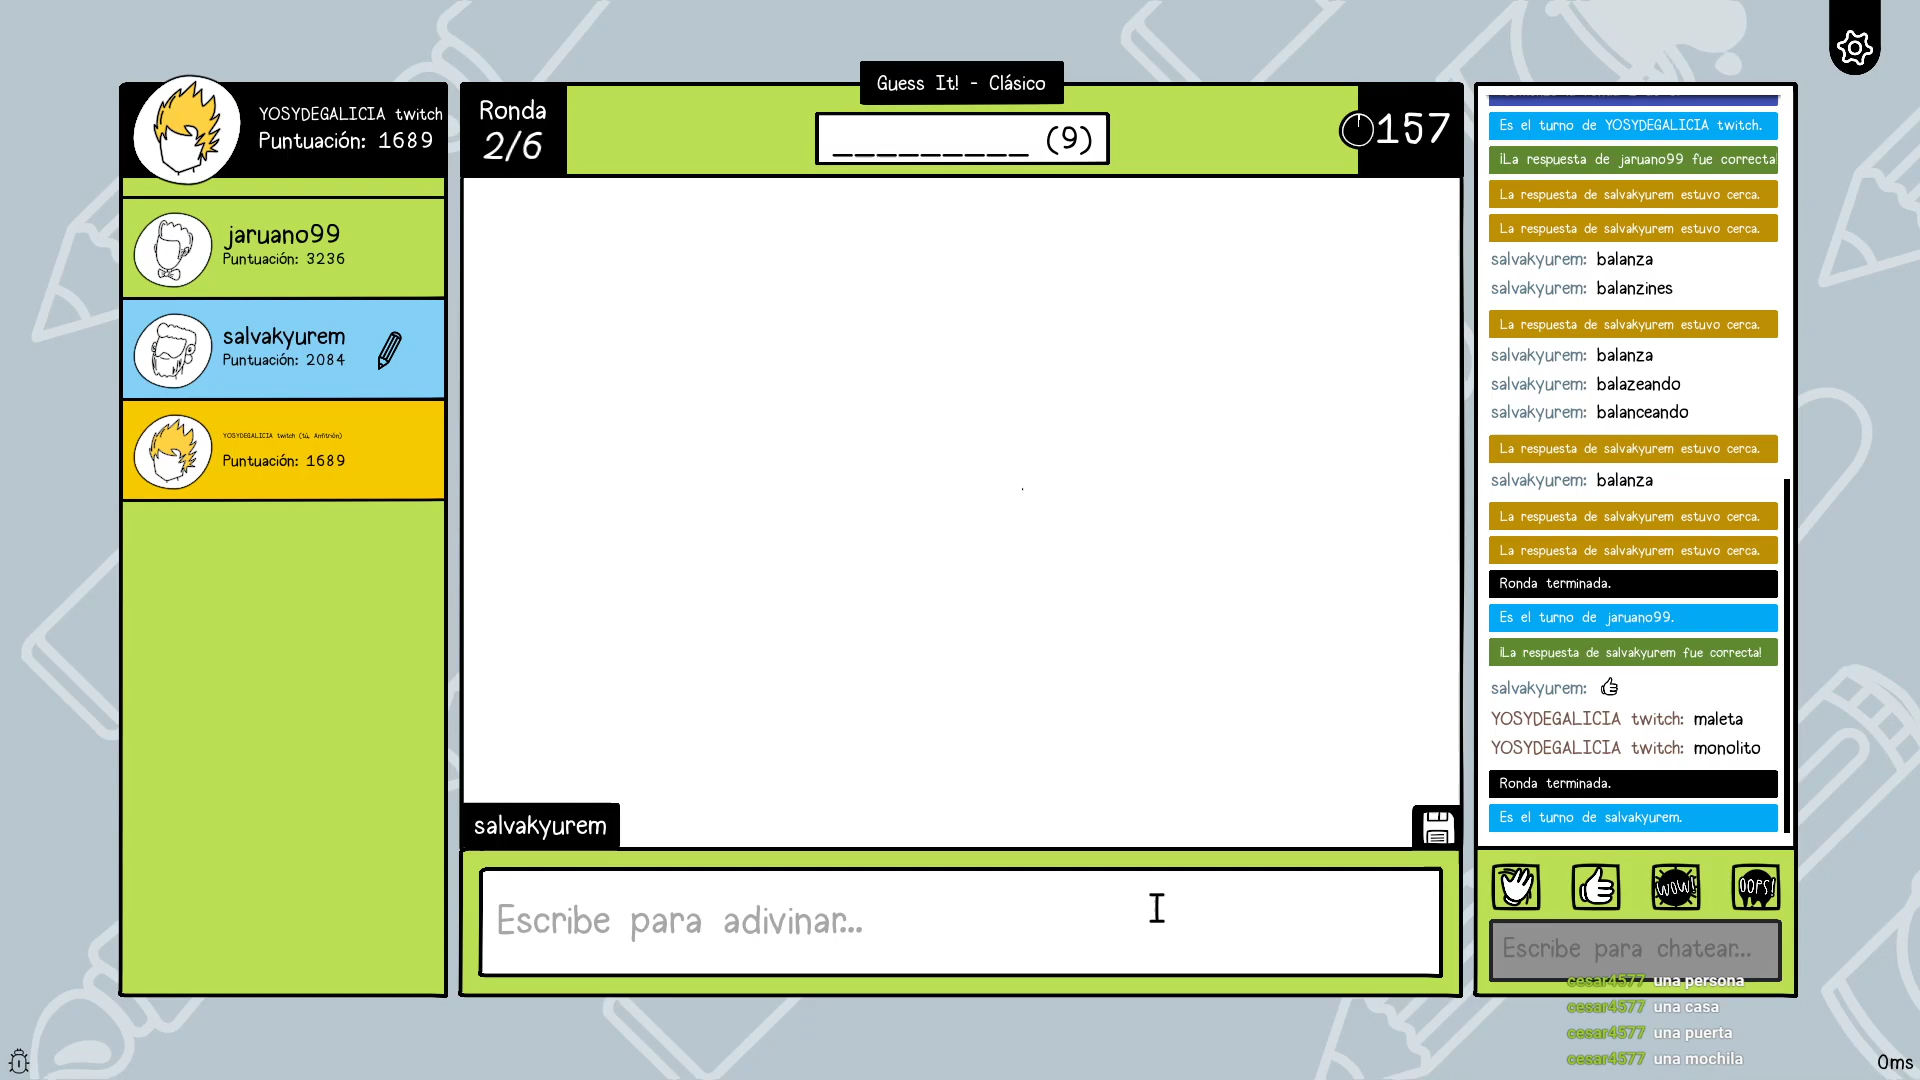 Guess It! - Clásico
YOSYDEGALICIA twitch
Puntuación: 1689
Ronda
2/6
_________ (9)
157
jaruano99
Puntuación: 3236
salvakyurem
Puntuación: 2084
YOSYDEGALICIA twitch (tú, Anfitrión)
Puntuación: 1689
salvakyurem
Escribe para adivinar...
Es el turno de YOSYDEGALICIA twitch.
¡La respuesta de jaruano99 fue correcta
La respuesta de salvakyurem estuvo cerca.
La respuesta de salvakyurem estuvo cerca.
salvakyurem: balanza
salvakyurem: balanzines
La respuesta de salvakyurem estuvo cerca.
salvakyurem: balanza
salvakyurem: balazeando
salvakyurem: balanceando
La respuesta de salvakyurem estuvo cerca.
salvakyurem: balanza
La respuesta de salvakyurem estuvo cerca.
La respuesta de salvakyurem estuvo cerca.
Ronda terminada.
Es el turno de jaruano99.
¡La respuesta de salvakyurem fue correcta!
salvakyurem:
YOSYDEGALICIA twitch: maleta
YOSYDEGALICIA twitch: monolito
Ronda terminada.
Es el turno de salvakyurem.
WOW!
OOPS!
Escribe para chatear...
cesar4577 una persona
cesar4577 una casa
cesar4577 una puerta
cesar4577 una mochila
0ms